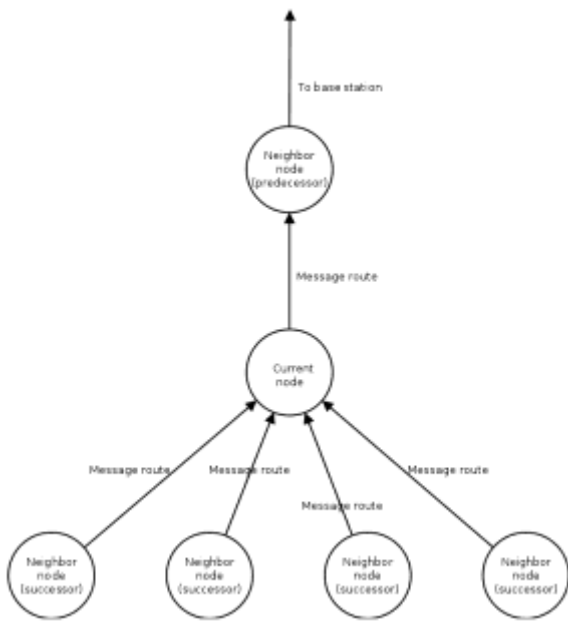 To base station
Neighbor
node
(predecessor)
Message route
Current
node
Message route
Message route
Message route
Message route
Neighbor
node
(successor)
Neighbor
node
(successor)
Neighbor
node
(successor)
Neighbor
node
(successor)